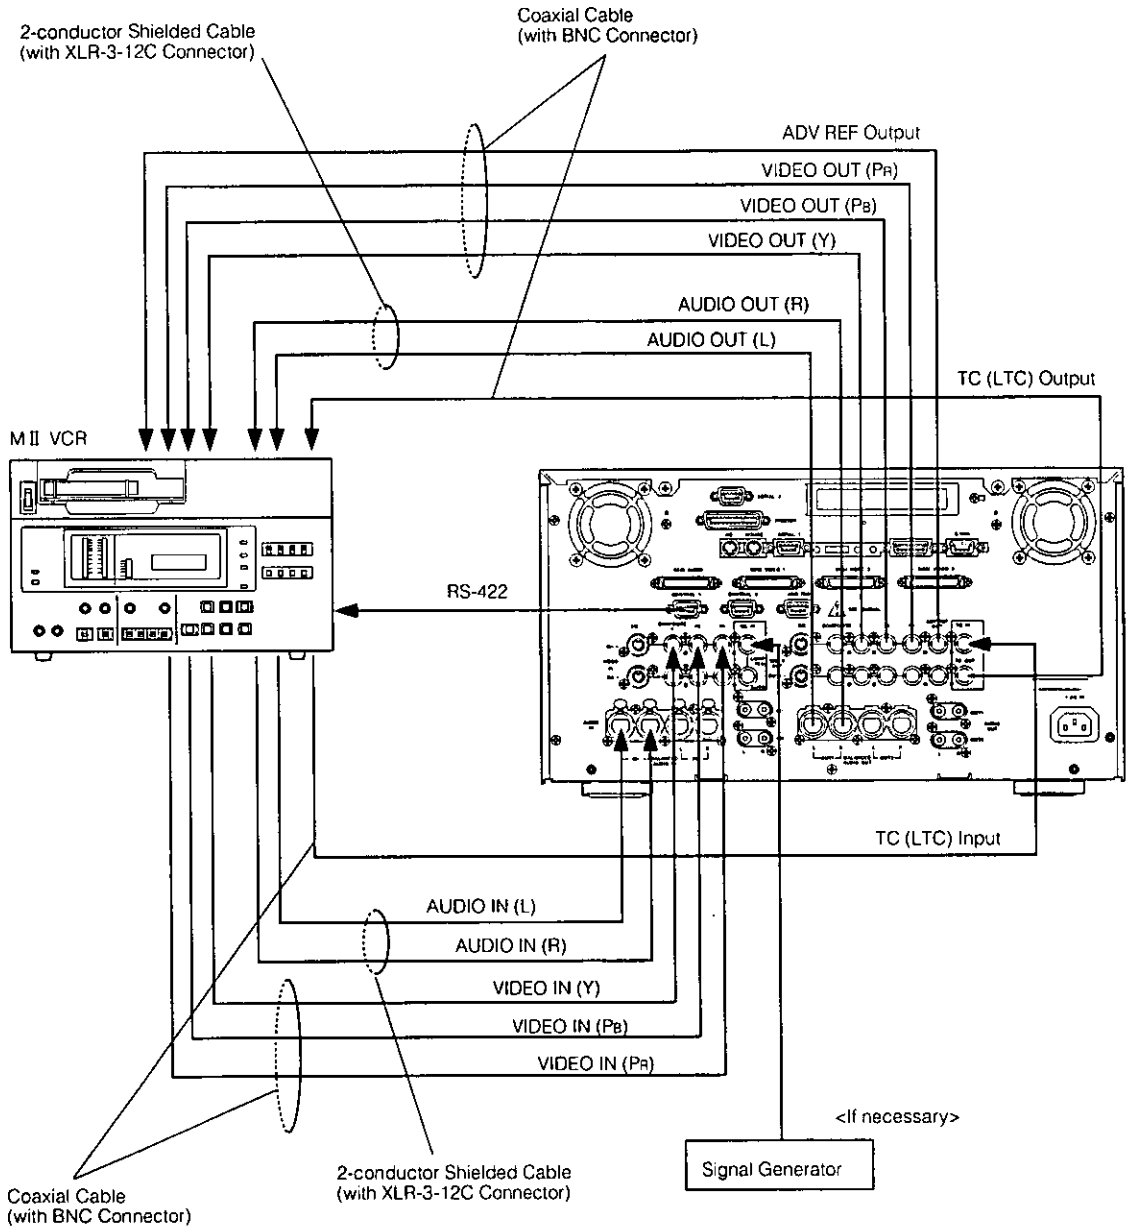 2-conductor Shielded Cable
(with XLR-3-12C Connector)
Coaxial Cable
(with BNC Connector)
ADV REF Output
VIDEO OUT (PR)
VIDEO OUT (PB)
VIDEO OUT (Y)
AUDIO OUT (R)
AUDIO OUT (L)
TC (LTC) Output
M II VCR
RS-422
TC (LTC) Input
AUDIO IN (L)
AUDIO IN (R)
VIDEO IN (Y)
VIDEO IN (PB)
VIDEO IN (PR)
<If necessary>
Signal Generator
2-conductor Shielded Cable
(with XLR-3-12C Connector)
Coaxial Cable
(with BNC Connector)